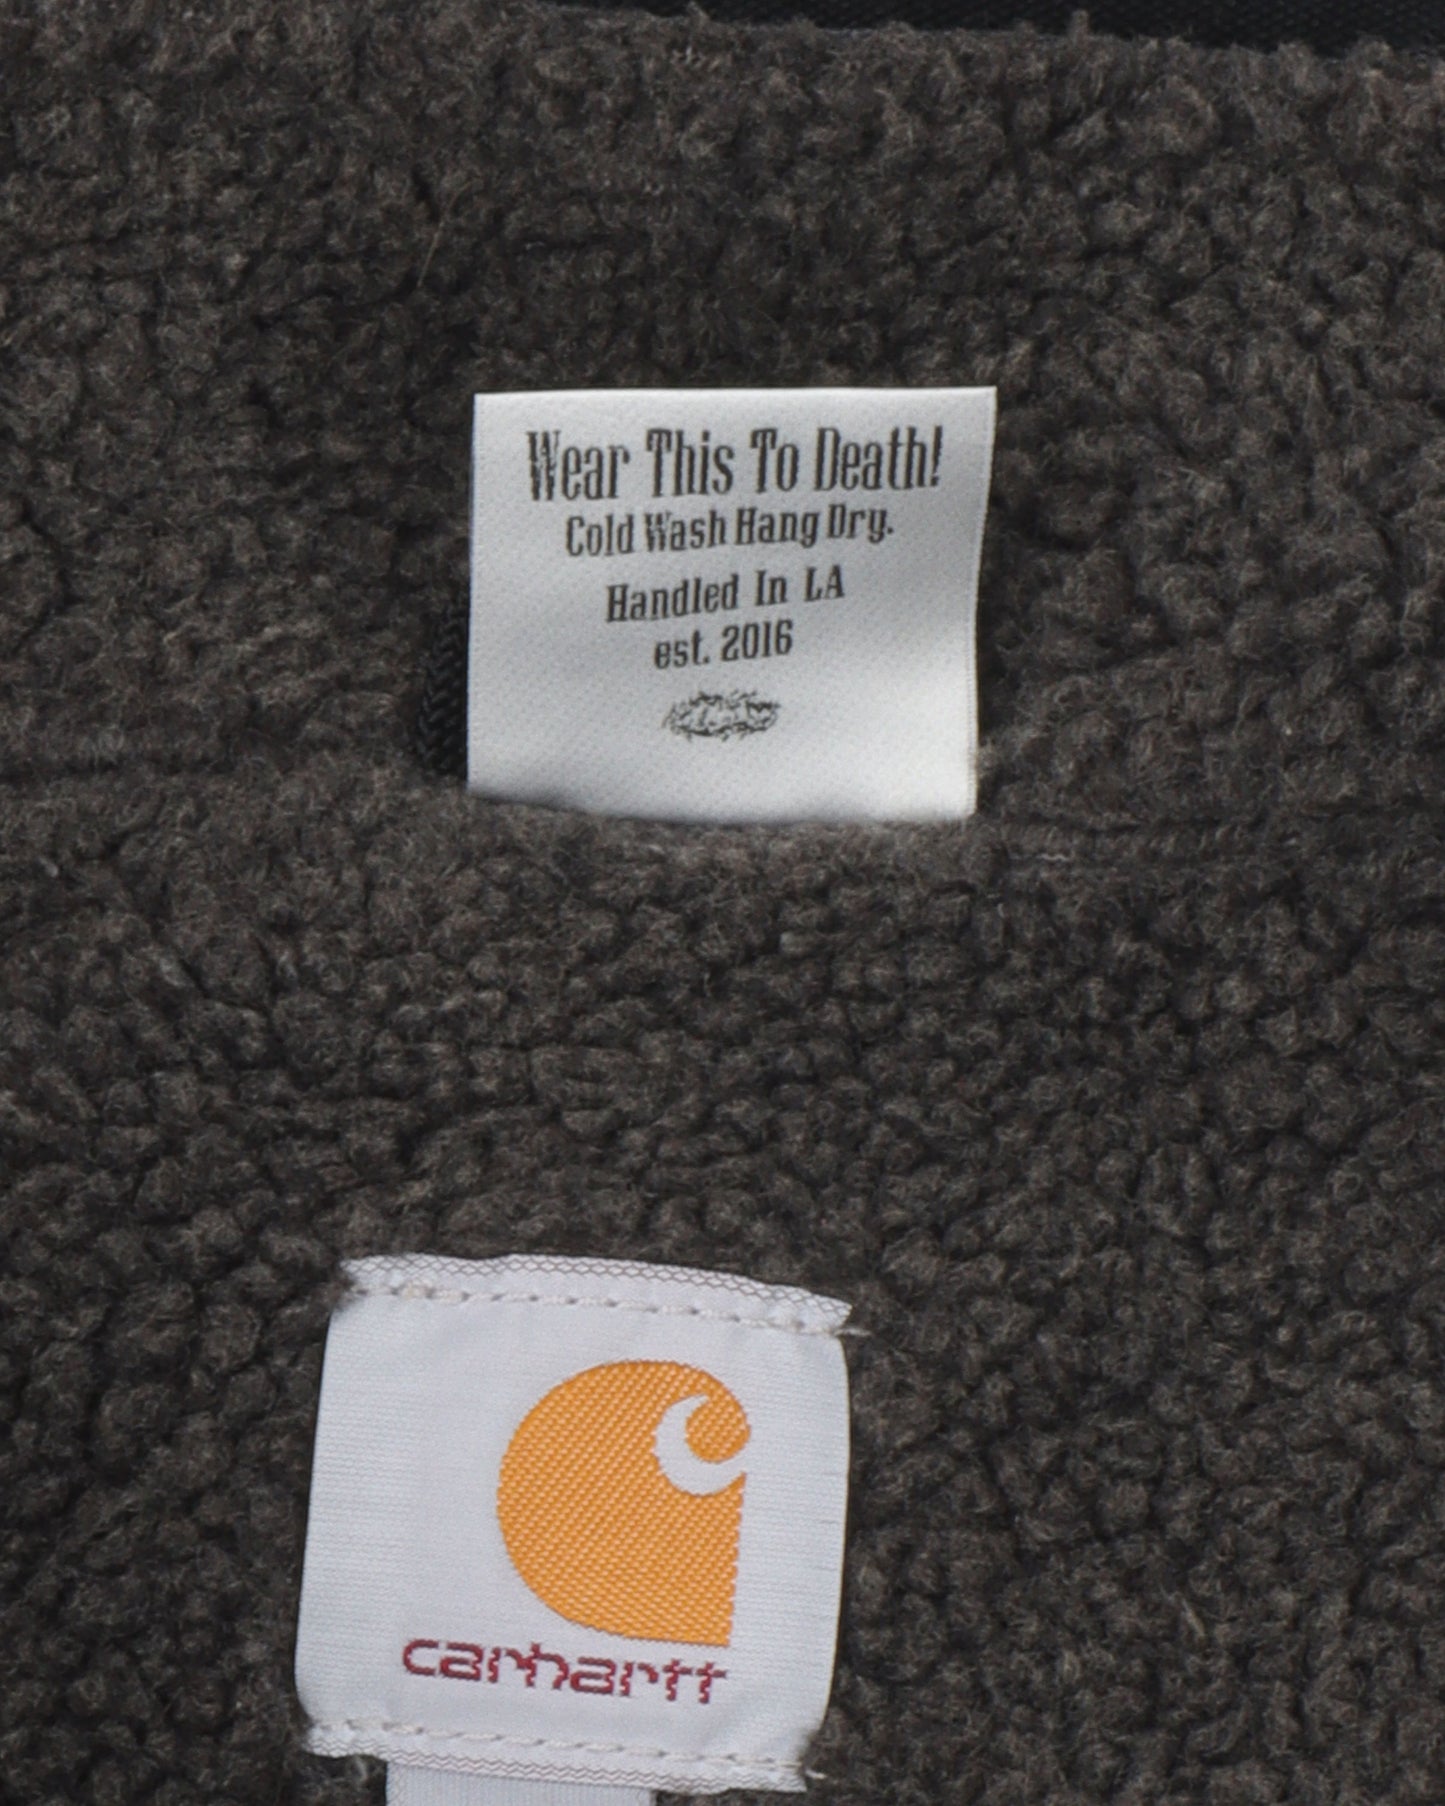 Wear This To Death!
Cold Wash Hang Dry.
Handled In LA
est. 2016
carhartt